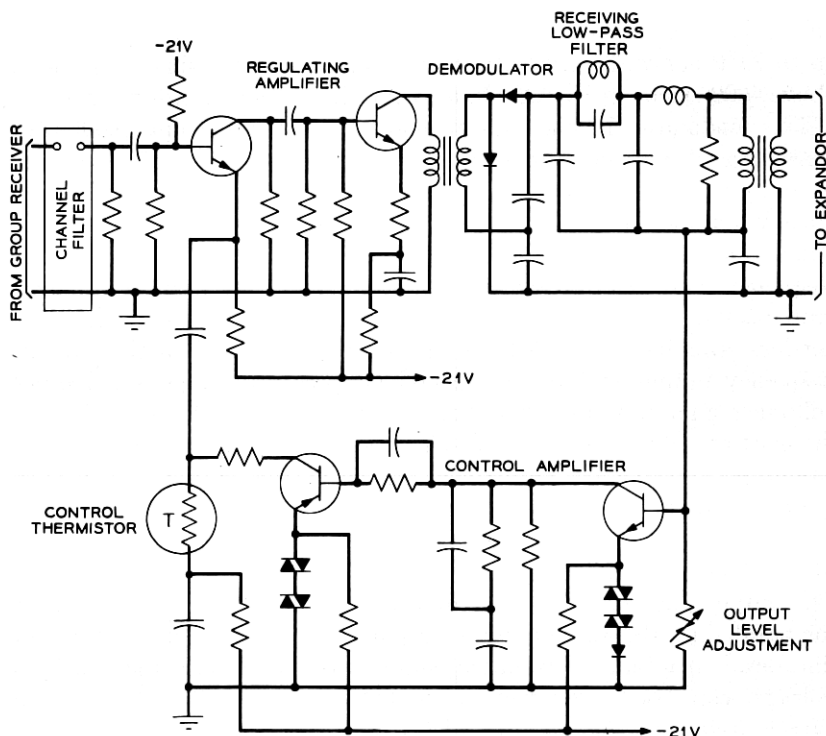 RECEIVING
LOW-PASS
FILTER
-21V
REGULATING
AMPLIFIER
DEMODULATOR
FROM GROUP RECEIVER
CHANNEL
FILTER
TO EXPANDOR
-21V
CONTROL AMPLIFIER
CONTROL
THERMISTOR
T
OUTPUT
LEVEL
ADJUSTMENT
-21V